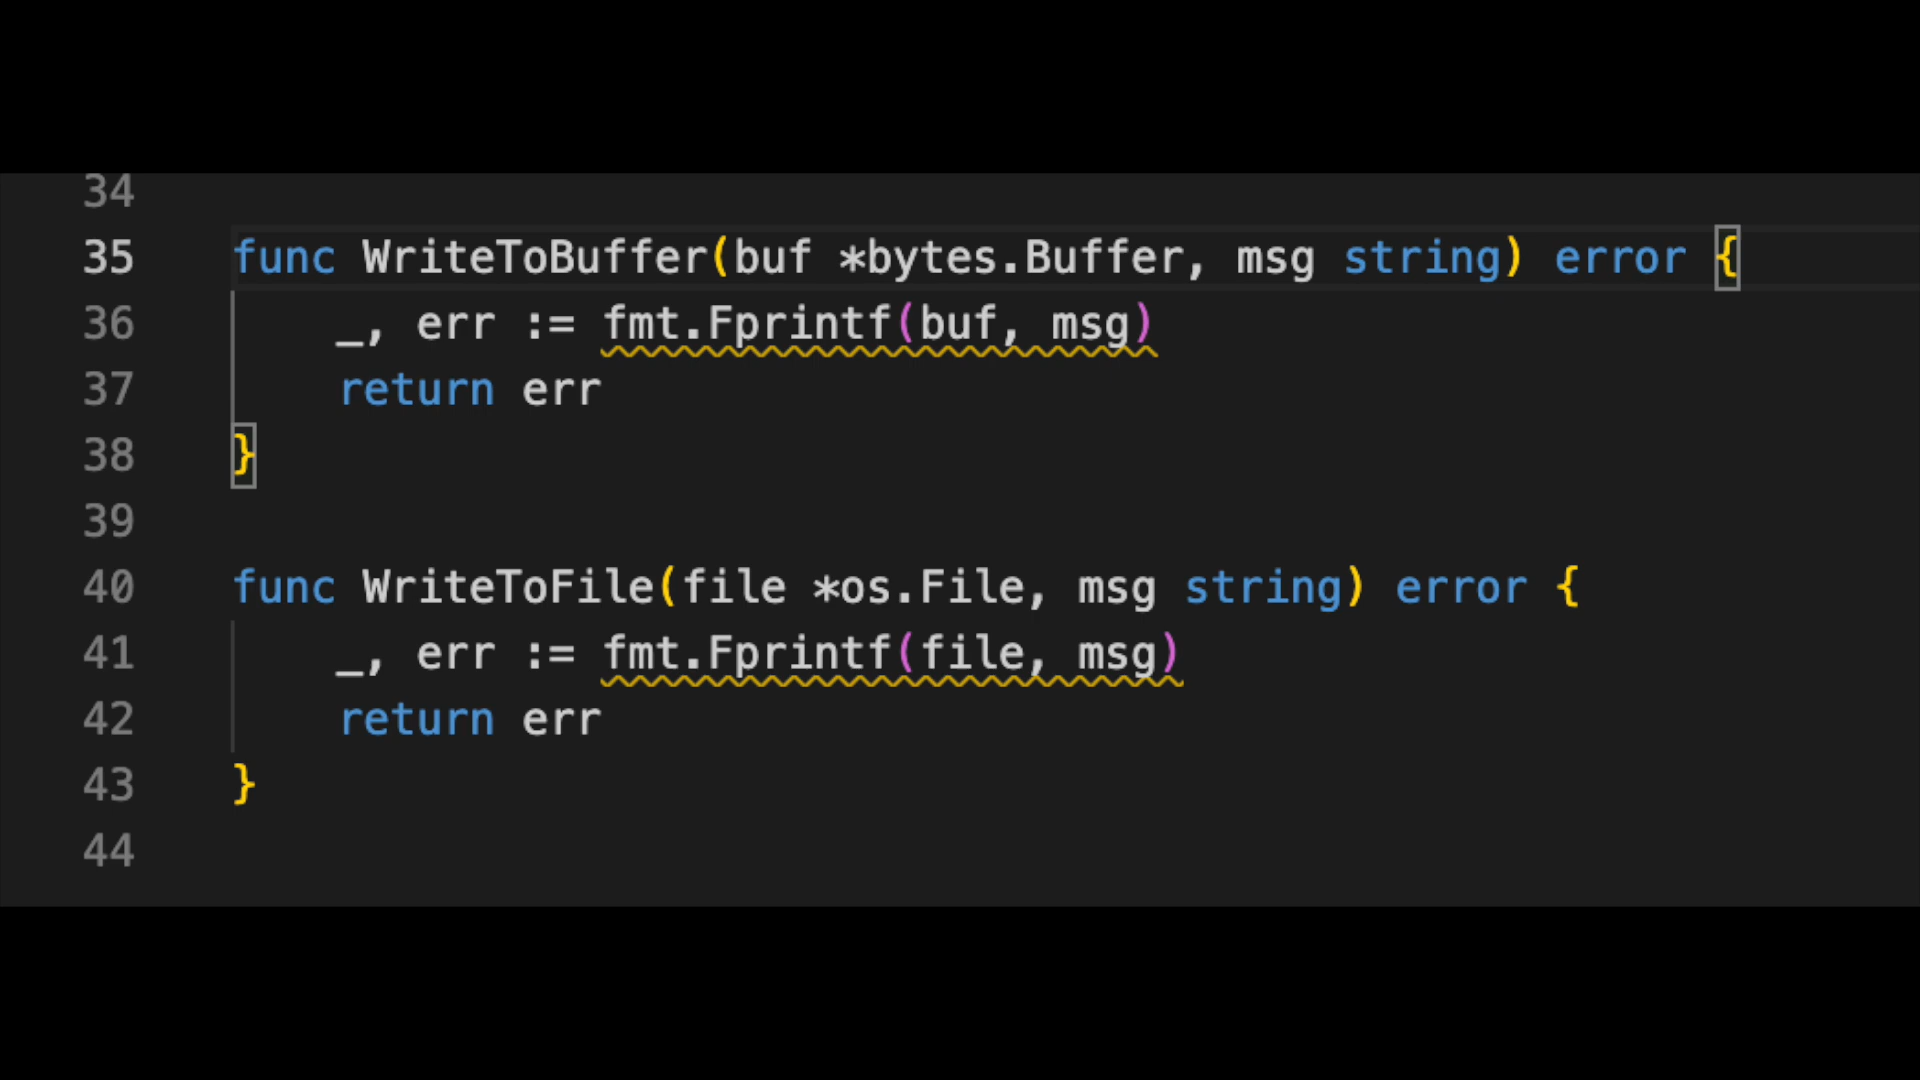 34
35 func WriteToBuffer(buf *bytes.Buffer, msg string) error {
36 _, err := fmt.Fprintf(buf, msg)
37 return err
38 }
39
40 func WriteToFile(file *os.File, msg string) error {
41 _, err := fmt.Fprintf(file, msg)
42 return err
43 }
44